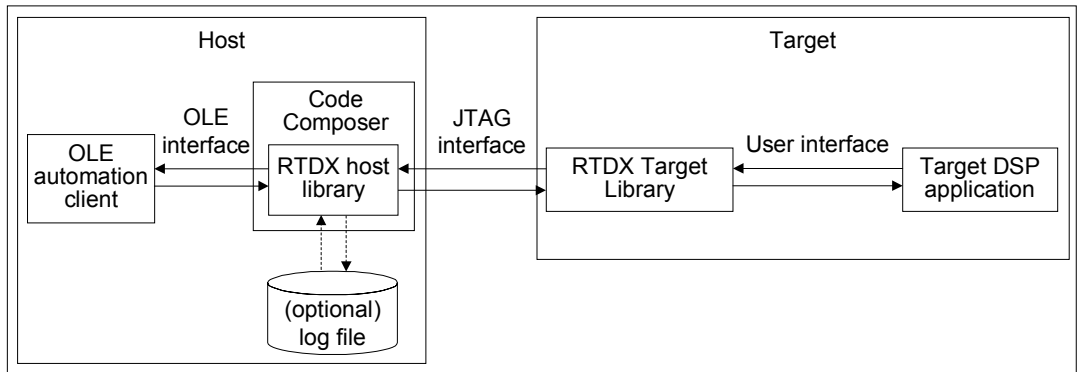 Host
Target
Code
Composer
OLE
interface
JTAG
interface
User interface
OLE
automation
client
RTDX host
library
RTDX Target
Library
Target DSP
application
(optional)
log file